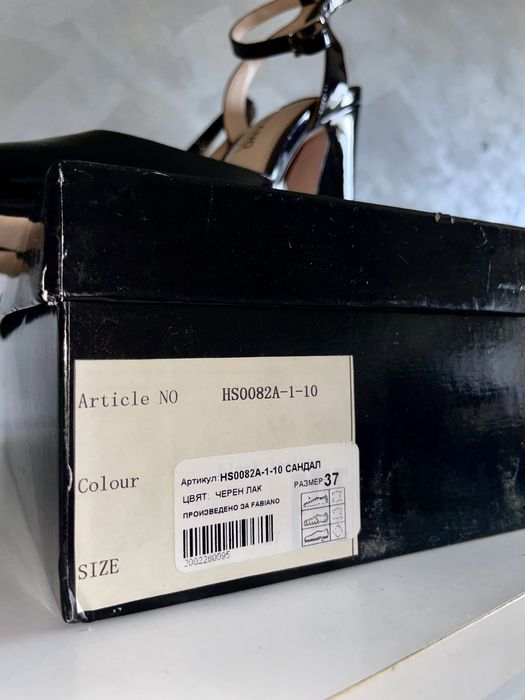 Article NO HS0082A-1-10
Colour
SIZE
Артикул: HS0082A-1-10 САНДАЛ
ЦВЯТ: ЧЕРЕН ЛАК
РАЗМЕР 37
ПРОИЗВЕДЕНО ЗА FABIANO
2002280095